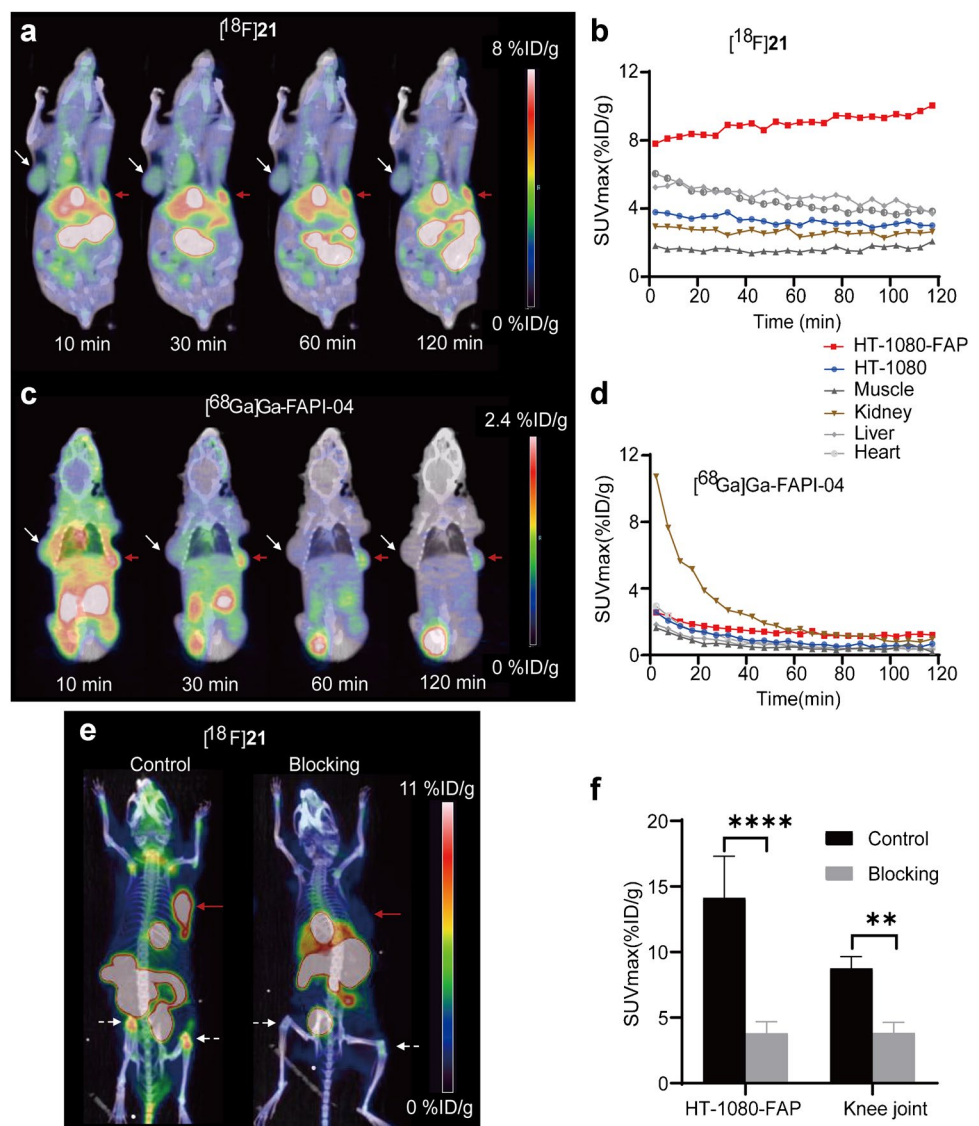 a
[18F]21
8 %ID/g
0 %ID/g
10 min
30 min
60 min
120 min
b
[18F]21
SUVmax(%ID/g)
12
8
4
0
0 20 40 60 80 100 120
Time (min)
HT-1080-FAP
HT-1080
Muscle
Kidney
Liver
Heart
c
[68Ga]Ga-FAPI-04
2.4 %ID/g
0 %ID/g
10 min
30 min
60 min
120 min
d
[68Ga]Ga-FAPI-04
SUVmax(%ID/g)
12
8
4
2
0
0 20 40 60 80 100 120
Time(min)
e
[18F]21
Control
Blocking
11 %ID/g
0 %ID/g
f
SUVmax(%ID/g)
20
15
10
5
0
****
**
Control
Blocking
HT-1080-FAP
Knee joint